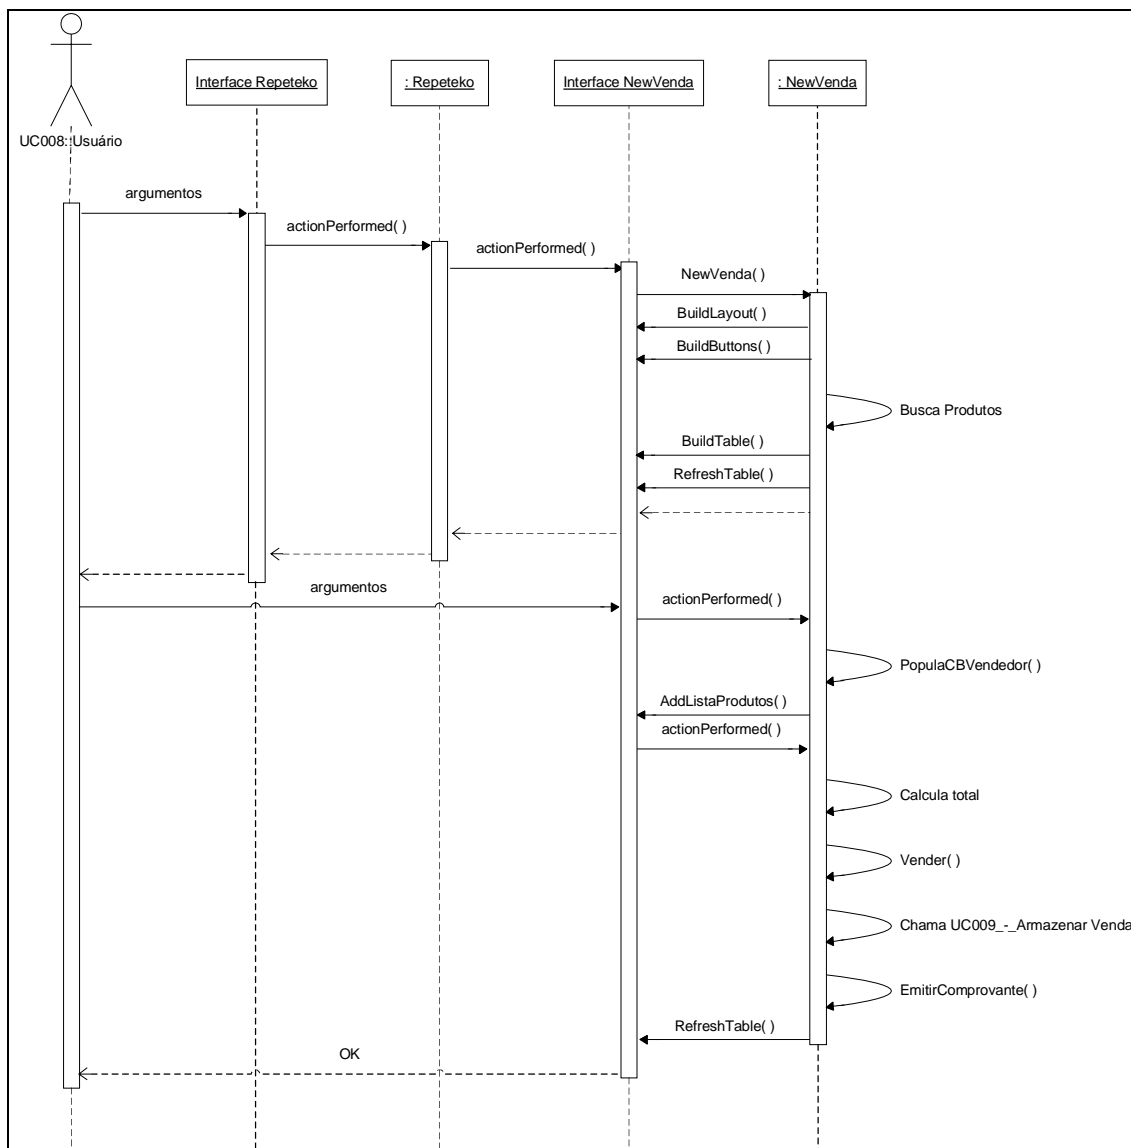 Interface Repeteko
: Repeteko
Interface NewVenda
: NewVenda
UC008::Usuário
argumentos
actionPerformed( )
actionPerformed( )
NewVenda( )
BuildLayout( )
BuildButtons( )
Busca Produtos
BuildTable( )
RefreshTable( )
argumentos
actionPerformed( )
PopulaCBVendedor( )
AddListaProdutos( )
actionPerformed( )
Calcula total
Vender( )
Chama UC009_-_Armazenar Venda
EmitirComprovante( )
RefreshTable( )
OK